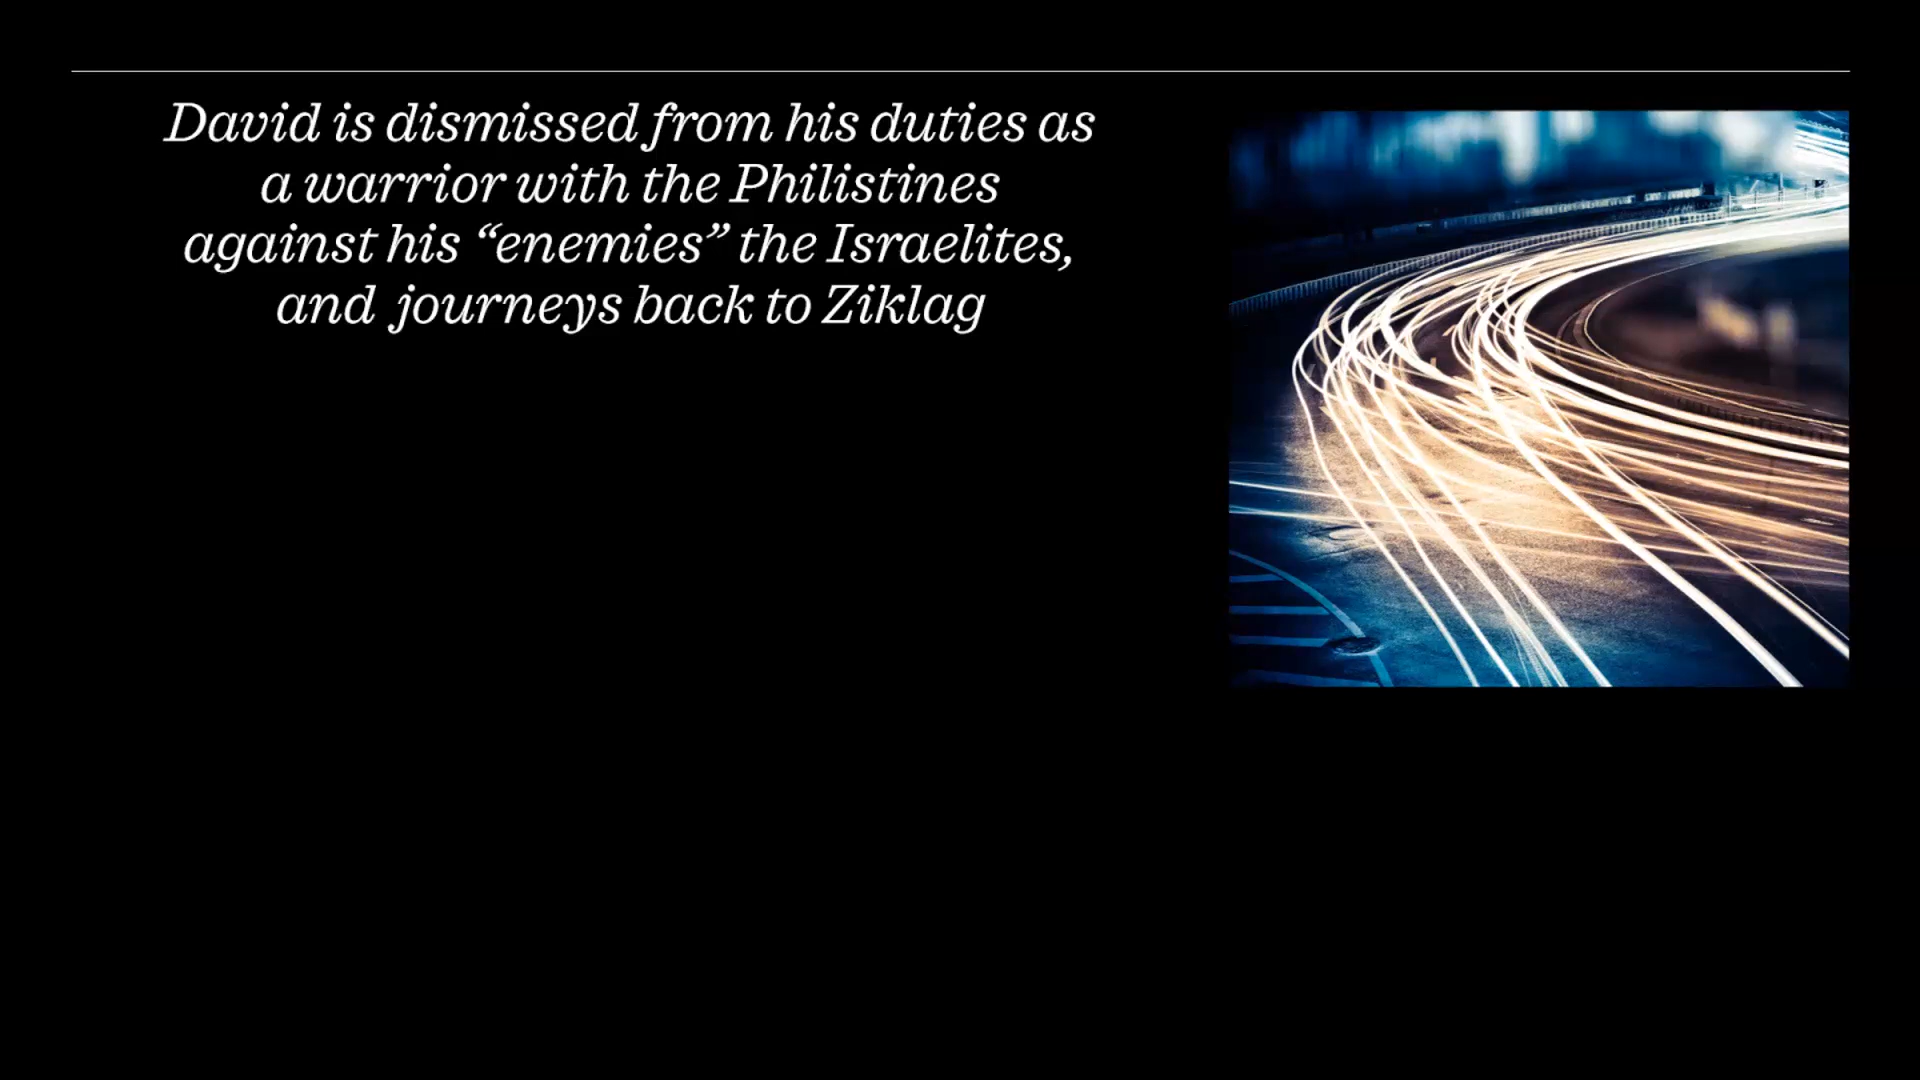 David is dismissed from his duties as
a warrior with the Philistines
against his “enemies” the Israelites,
and journeys back to Ziklag